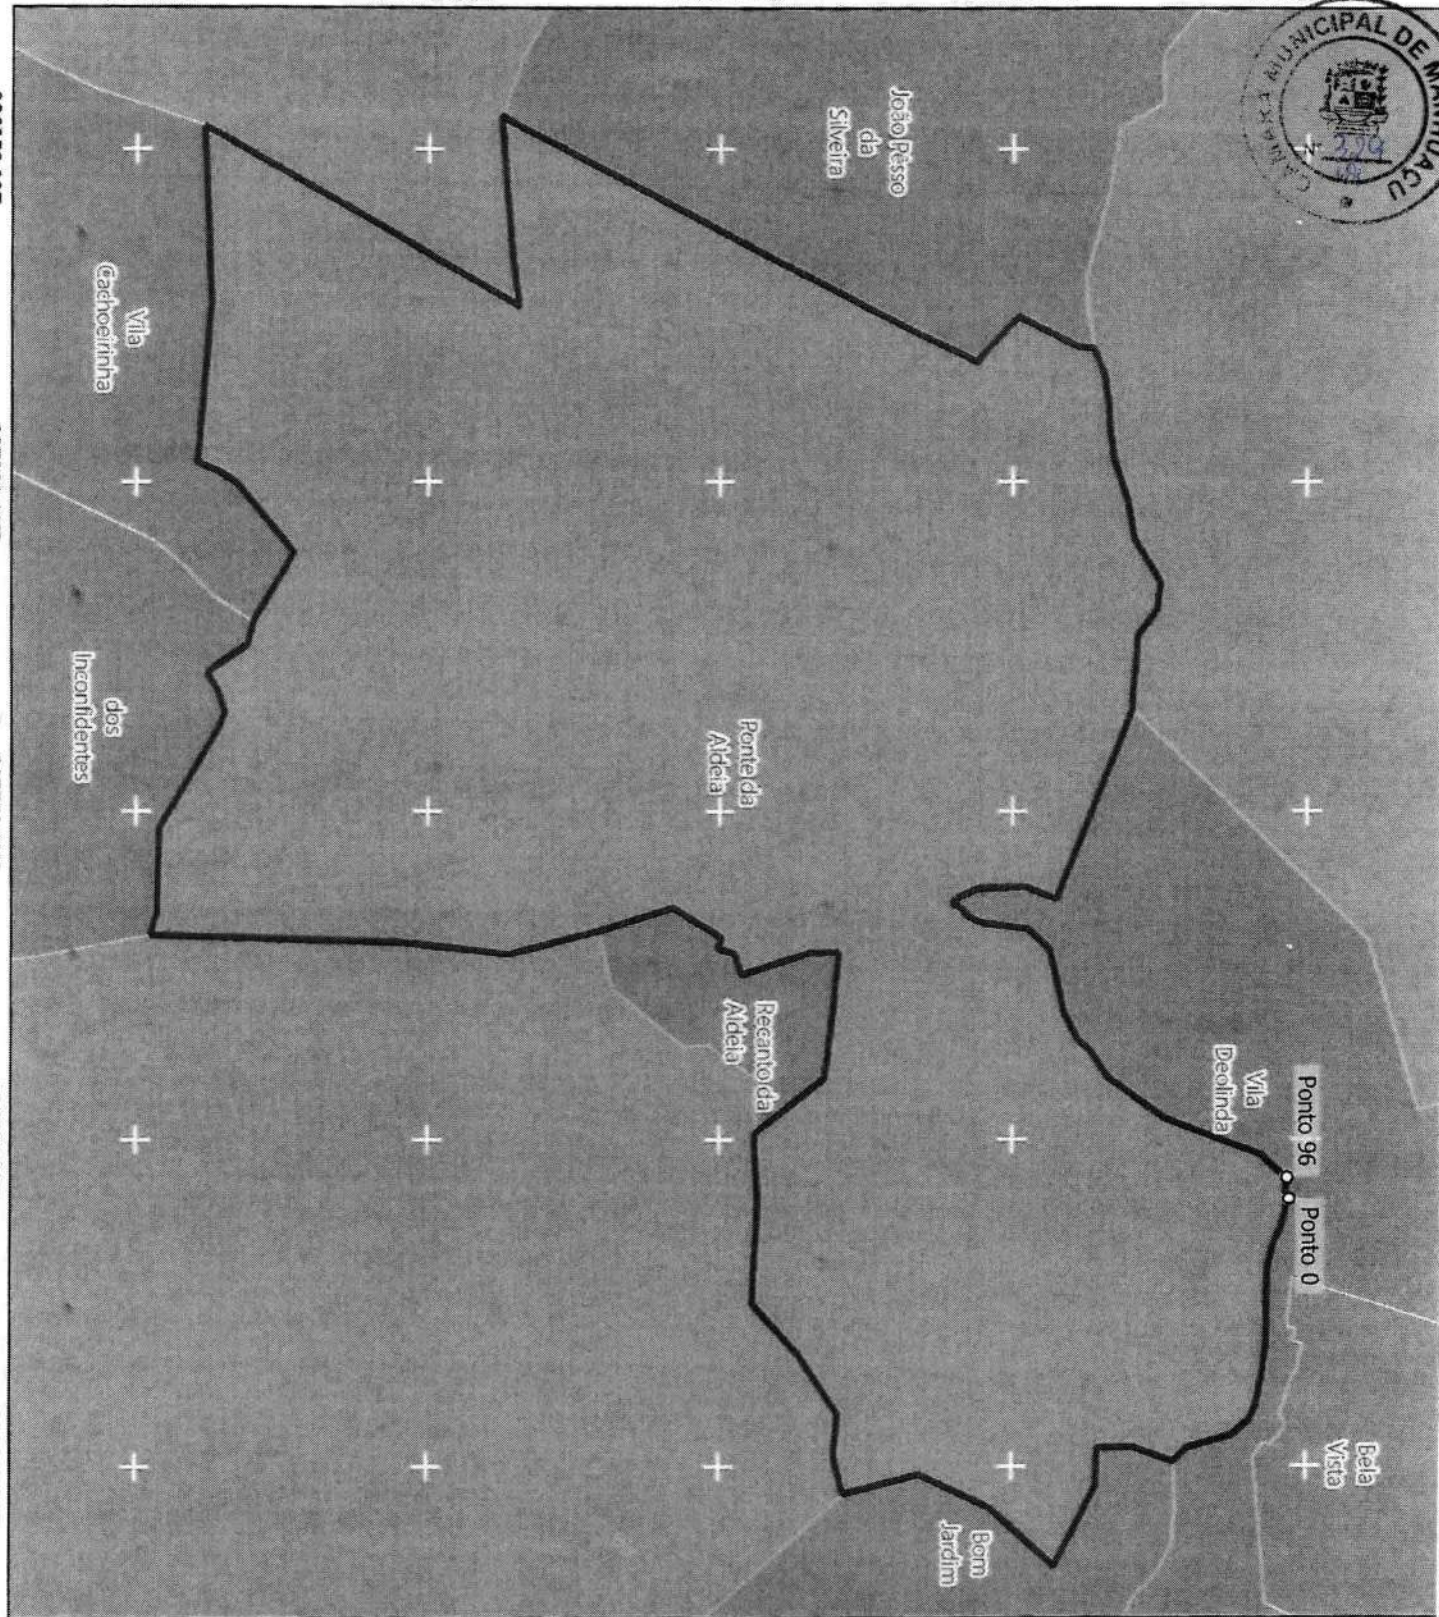 CÂMARA MUNICIPAL DE MANHUAÇU
João Pesso
da
Silveira
Vila
Cachoeirinha
dos
Inconfidentes
Ponte da
Aldeia
Recanto da
Aldeia
Vila
Deolinda
Ponto 96
Ponto 0
Bela
Vista
Bom
Jardim